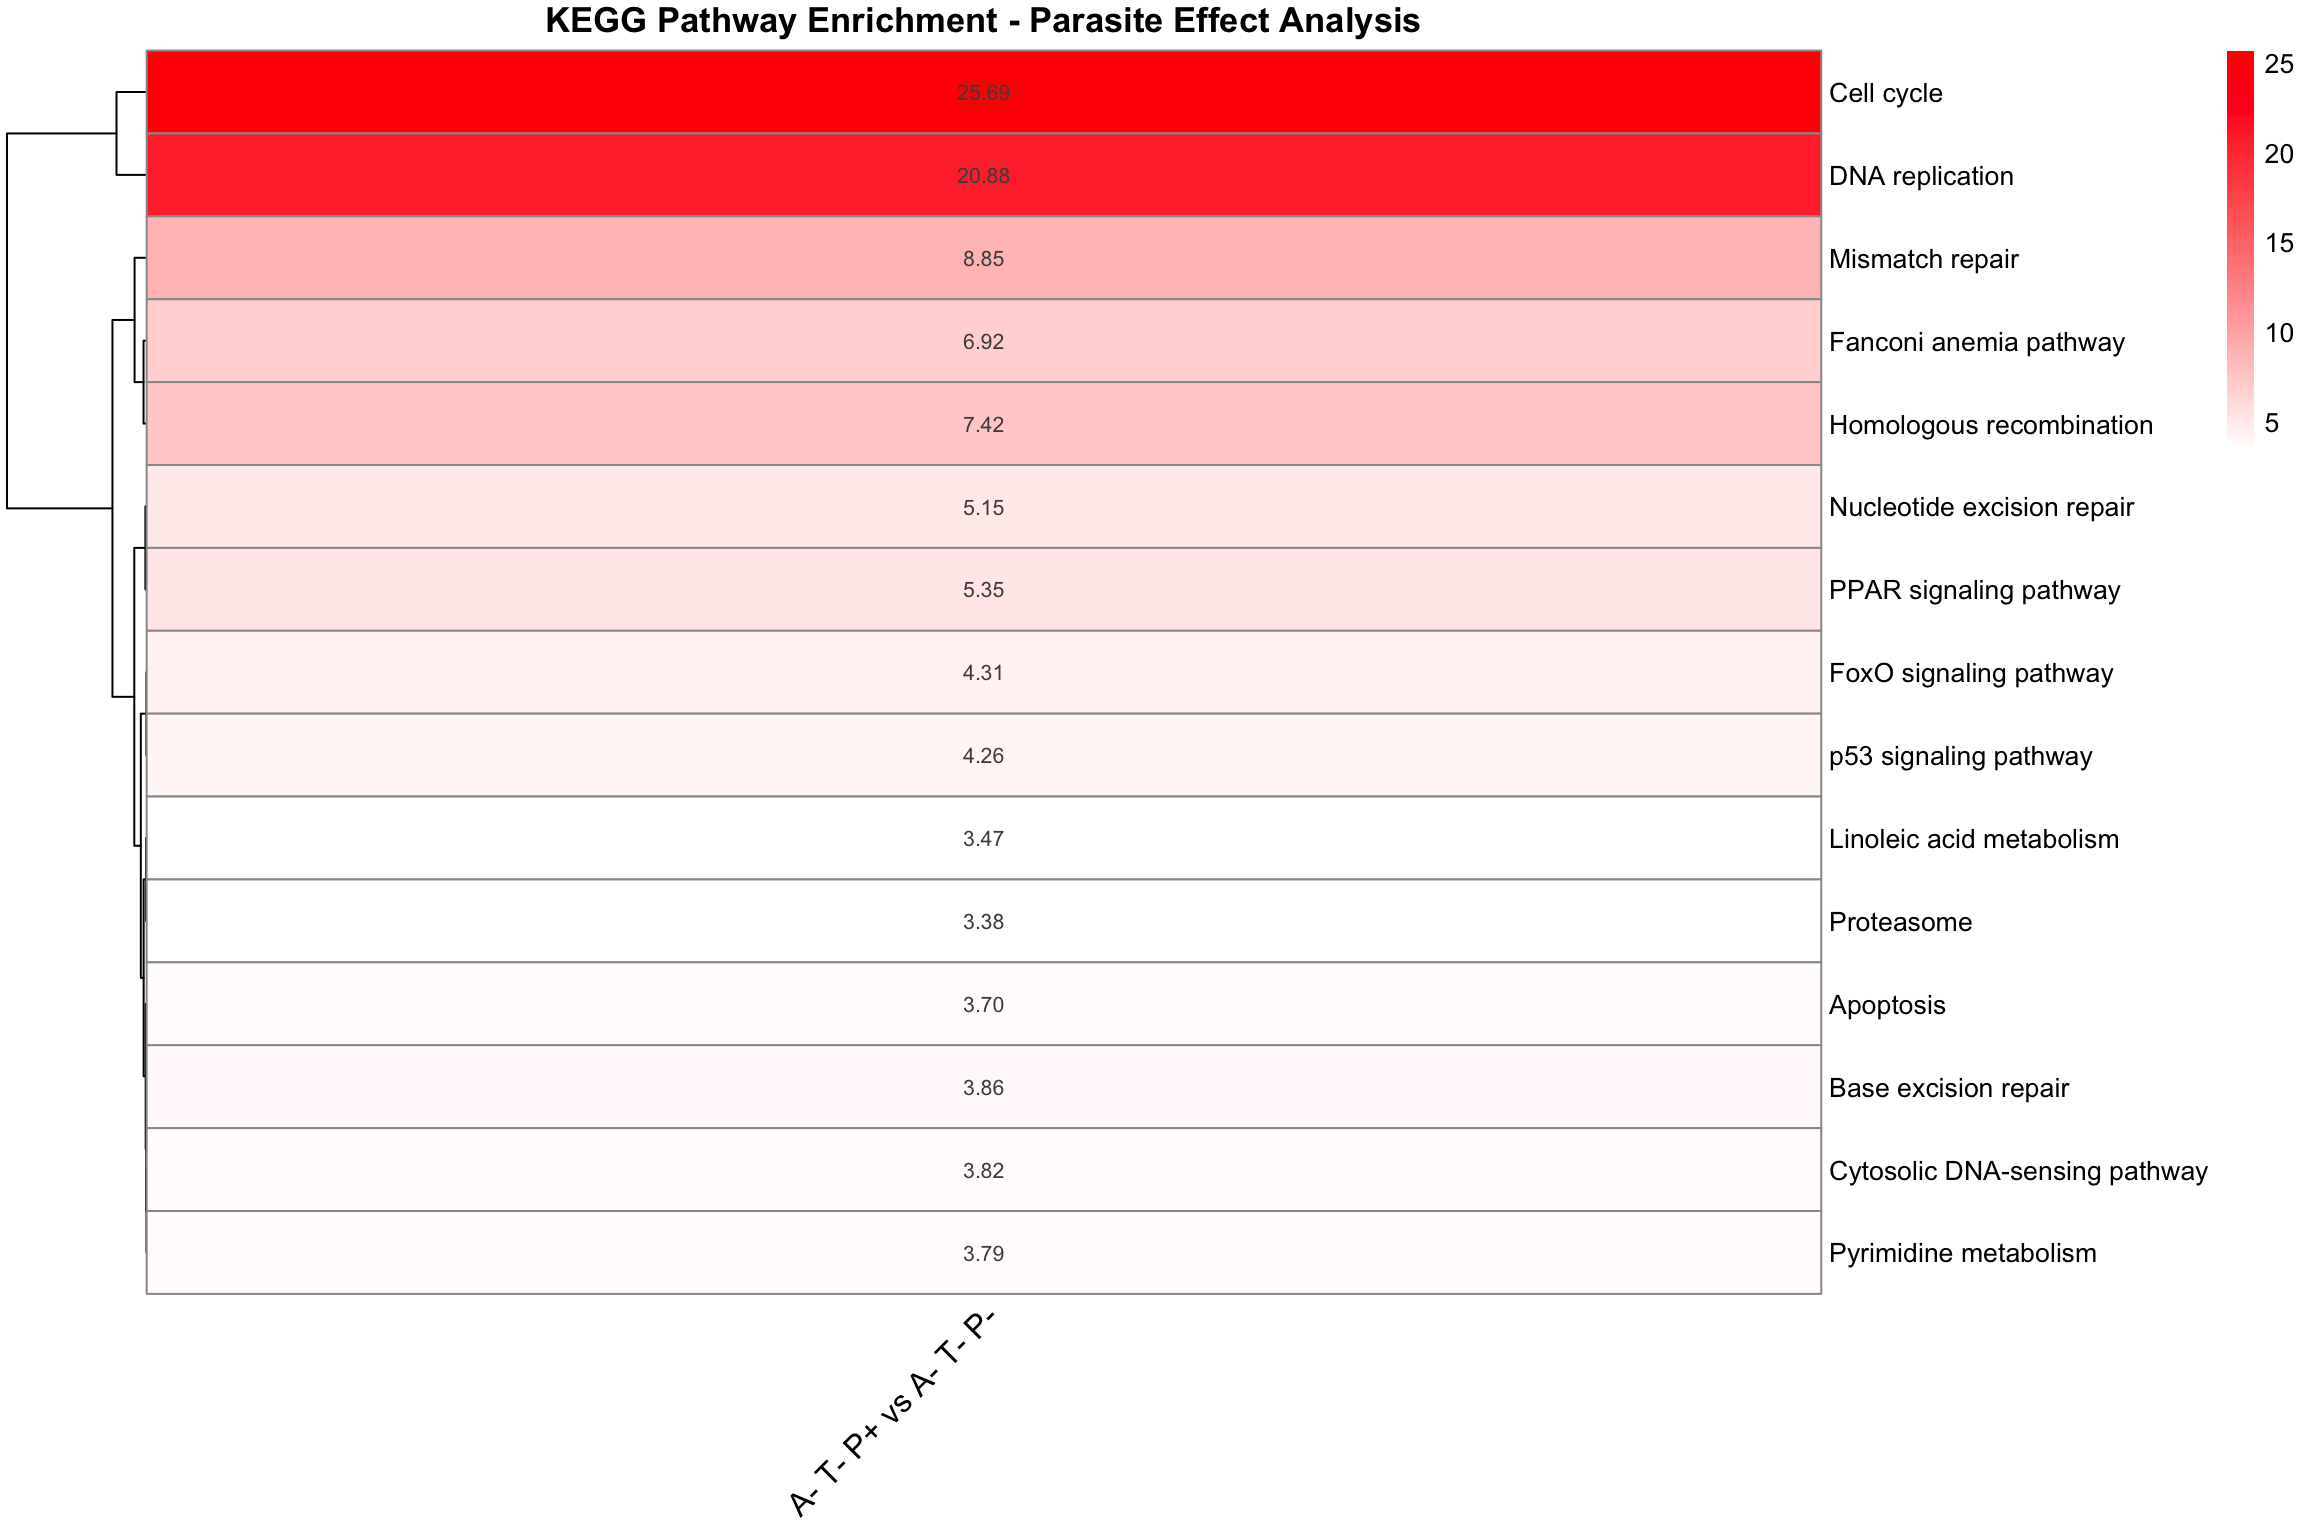 KEGG Pathway Enrichment - Parasite Effect Analysis
25.69 Cell cycle
20.88 DNA replication
8.85 Mismatch repair
6.92 Fanconi anemia pathway
7.42 Homologous recombination
5.15 Nucleotide excision repair
5.35 PPAR signaling pathway
4.31 FoxO signaling pathway
4.26 p53 signaling pathway
3.47 Linoleic acid metabolism
3.38 Proteasome
3.70 Apoptosis
3.86 Base excision repair
3.82 Cytosolic DNA-sensing pathway
3.79 Pyrimidine metabolism
A- T- P+ vs A- T- P-
25
20
15
10
5